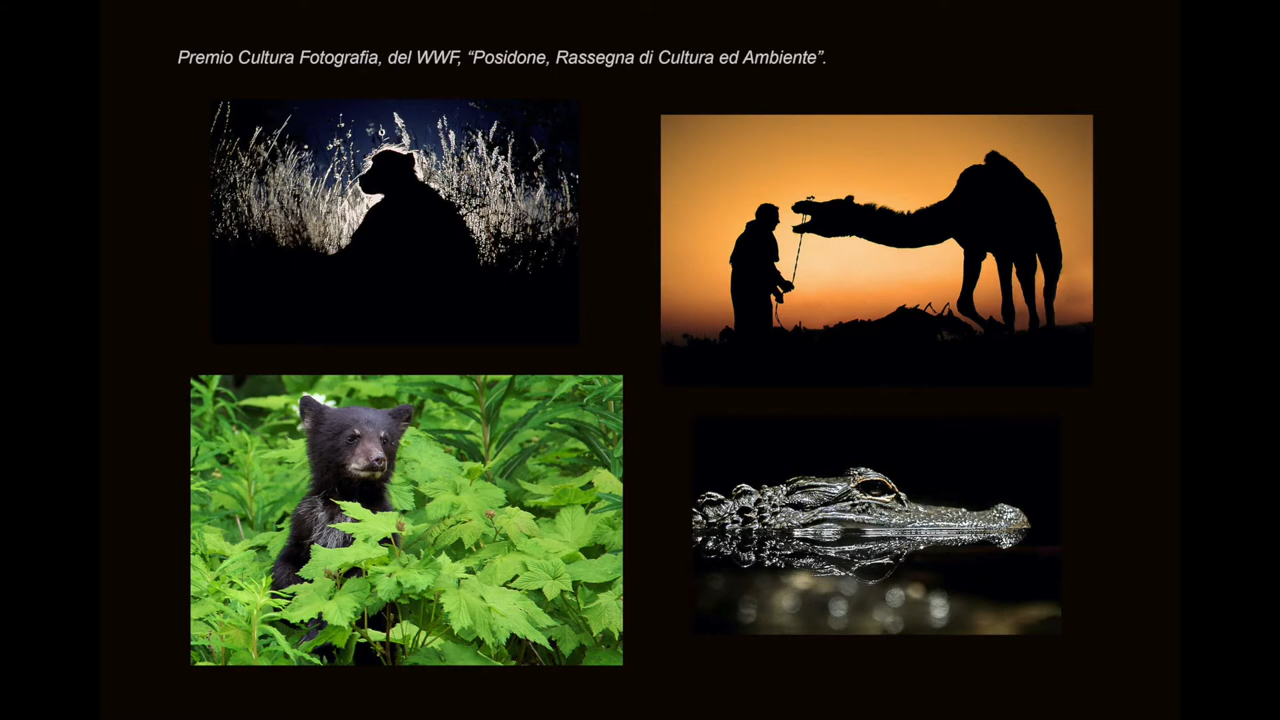 Premio Cultura Fotografia, del WWF, “Posidone, Rassegna di Cultura ed Ambiente”.